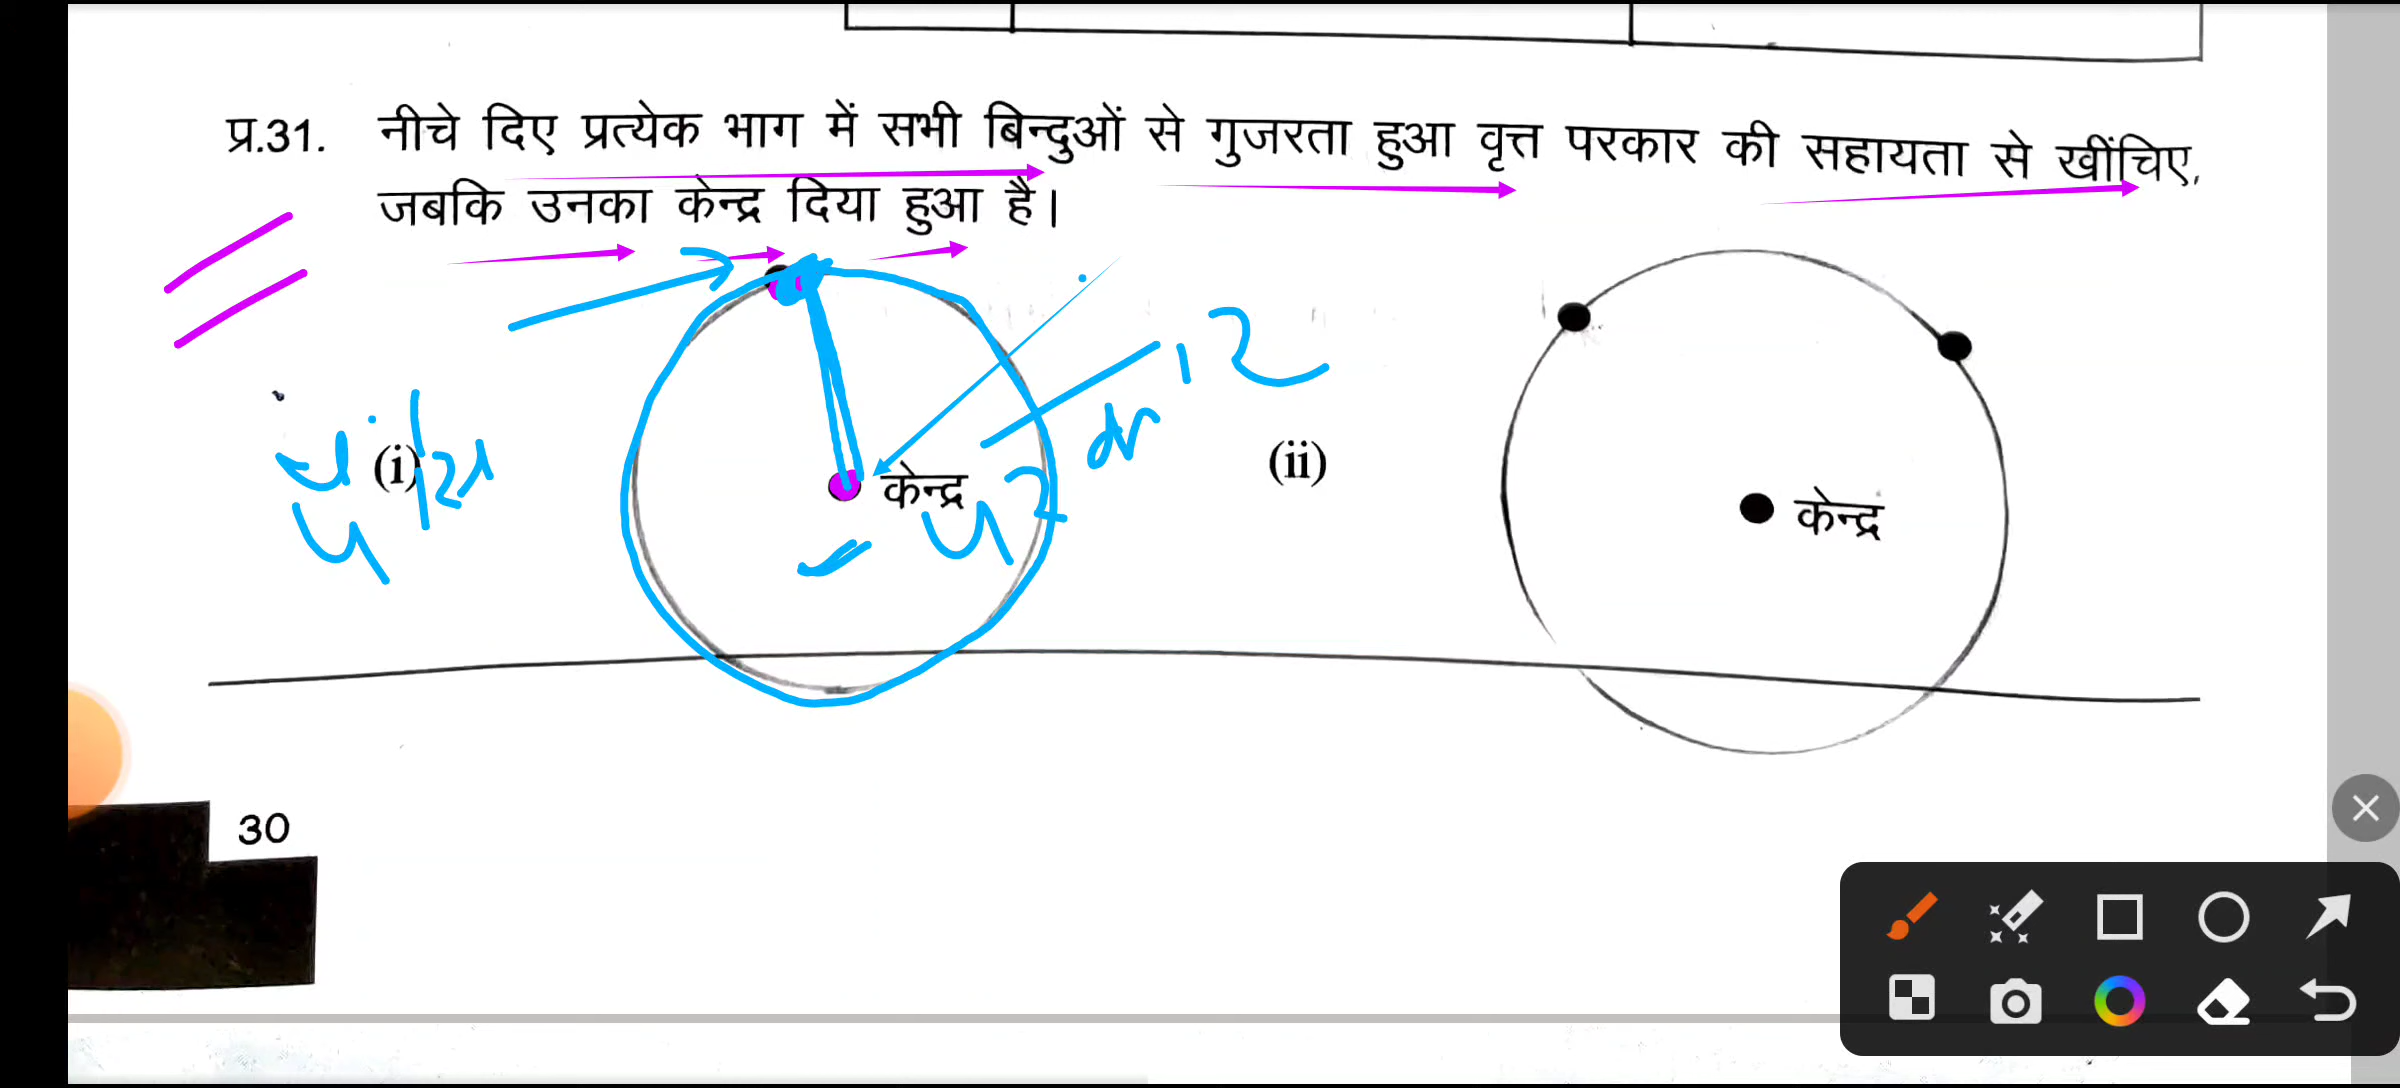 प्र.31. नीचे दिए प्रत्येक भाग में सभी बिन्दुओं से गुजरता हुआ वृत्त परकार की सहायता से खींचिए,
जबकि उनका केन्द्र दिया हुआ है।
(i)
केन्द्र
(ii)
केन्द्र
30